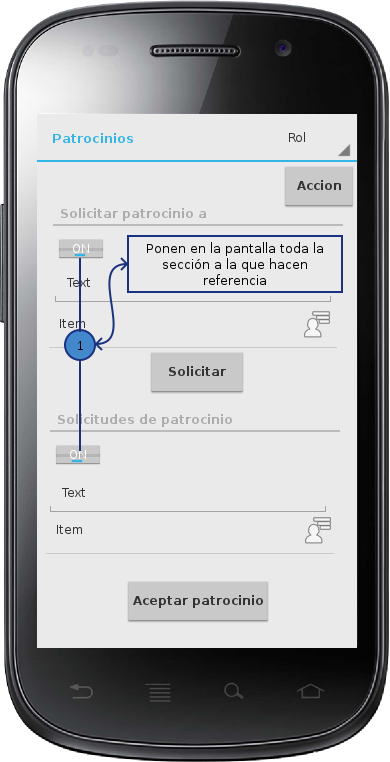 Patrocinios
Rol
Accion
Solicitar patrocinio a
ON
Ponen en la pantalla toda la
sección a la que hacen
referencia
Text
Item
1
Solicitar
Solicitudes de patrocinio
ON
Text
Item
Aceptar patrocinio